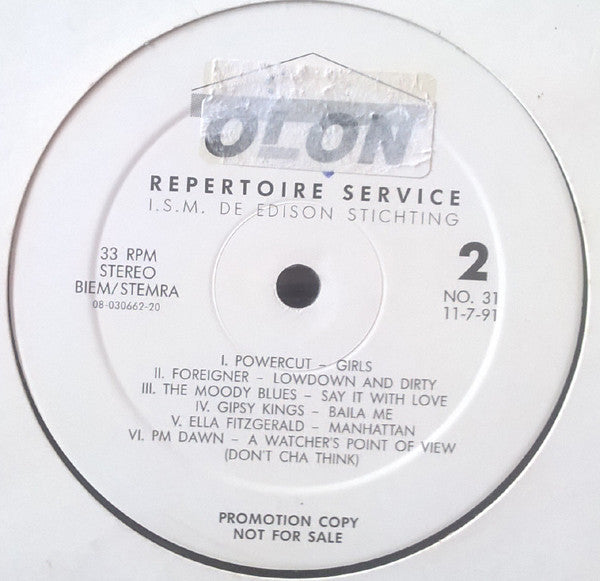 OLON
REPERTOIRE SERVICE
I.S.M. DE EDISON STICHTING
33 RPM
STEREO
BIEM/STEMRA
08-030662-20
2
NO. 31
11-7-91
I. POWERCUT – GIRLS
II. FOREIGNER – LOWDOWN AND DIRTY
III. THE MOODY BLUES – SAY IT WITH LOVE
IV. GIPSY KINGS – BAILA ME
V. ELLA FITZGERALD – MANHATTAN
VI. PM DAWN – A WATCHER'S POINT OF VIEW
(DON'T CHA THINK)
PROMOTION COPY
NOT FOR SALE